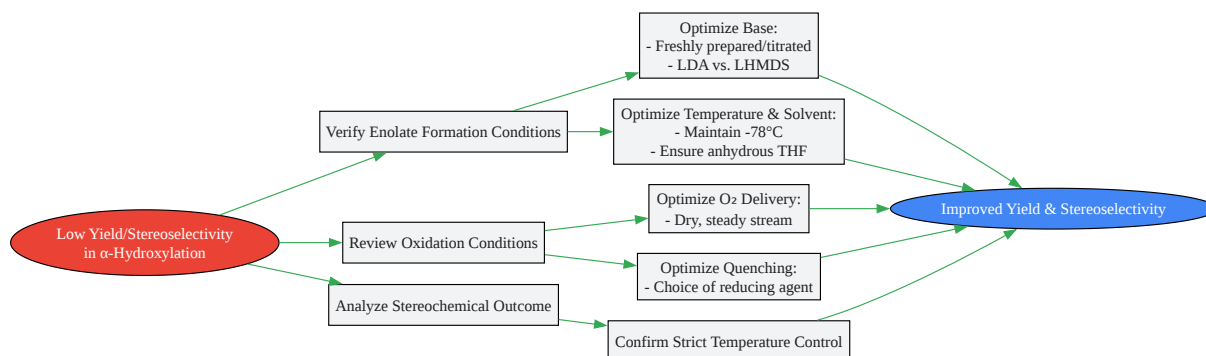 Low Yield/Stereoselectivity
in α-Hydroxylation
Verify Enolate Formation Conditions
Review Oxidation Conditions
Analyze Stereochemical Outcome
Optimize Base:
- Freshly prepared/titrated
- LDA vs. LHMDS
Optimize Temperature & Solvent:
- Maintain -78°C
- Ensure anhydrous THF
Optimize O₂ Delivery:
- Dry, steady stream
Optimize Quenching:
- Choice of reducing agent
Confirm Strict Temperature Control
Improved Yield & Stereoselectivity